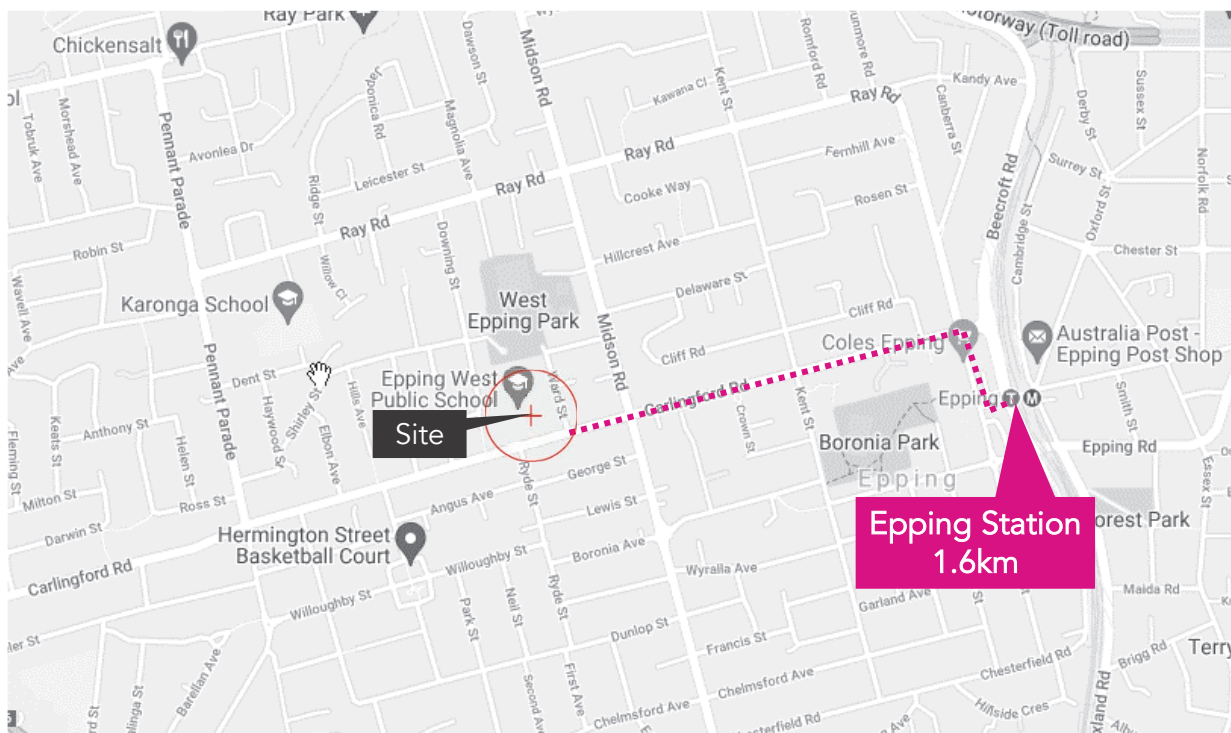 Ray Park
Chickensalt
Motorway (Toll road)
Dawson St
Midson Rd
Romford Rd
Dunmore Rd
Kent St
Kandy Ave
Kawana Cl
Ray Rd
Canberra St
Derby St
Sussex St
Tobruk Ave
Morshead Ave
Pennant Parade
Japonica Rd
Magnolia Ave
Avonlea Dr
Ray Rd
Fernhill Ave
Surrey St
Norfolk Rd
Leicester St
Ridge St
Ray Rd
Cooke Way
Rosen St
Beecroft Rd
Oxford St
Cambridge St
Ray Rd
Downing St
Robin St
Hillcrest Ave
Chester St
Willow Cl
Wavell Ave
Delaware St
Karonga School
West
Epping Park
Cliff Rd
Midson Rd
Coles Epping
Australia Post -
Epping Post Shop
Cliff Rd
Pennant Parade
Dent St
Hills Ave
Epping West
Public School
Ward St
Carlingford Rd
Epping
T
M
Smith St
Haywood St
Shirley St
Keats St
Anthony St
Site
Crown St
Kent St
Boronia Park
Epping Rd
Fleming St
Helen St
Elbon Ave
George St
Epping
Essex St
Milton St
Ross St
Angus Ave
Ryde St
Lewis St
Epping Station
1.6km
Forest Park
Darwin St
Hermington Street
Basketball Court
Boronia Ave
Willoughby St
Wyralla Ave
Carlingford Rd
Ryde St
Maida Rd
Willoughby St
Neil St
Park St
Garland Ave
Dunlop St
Francis St
Terry
Brigg Rd
Chesterfield Rd
Barellan Ave
First Ave
Second Ave
Chelmsford Ave
Hillside Cres
Chelmsford Ave
Chesterfield Rd